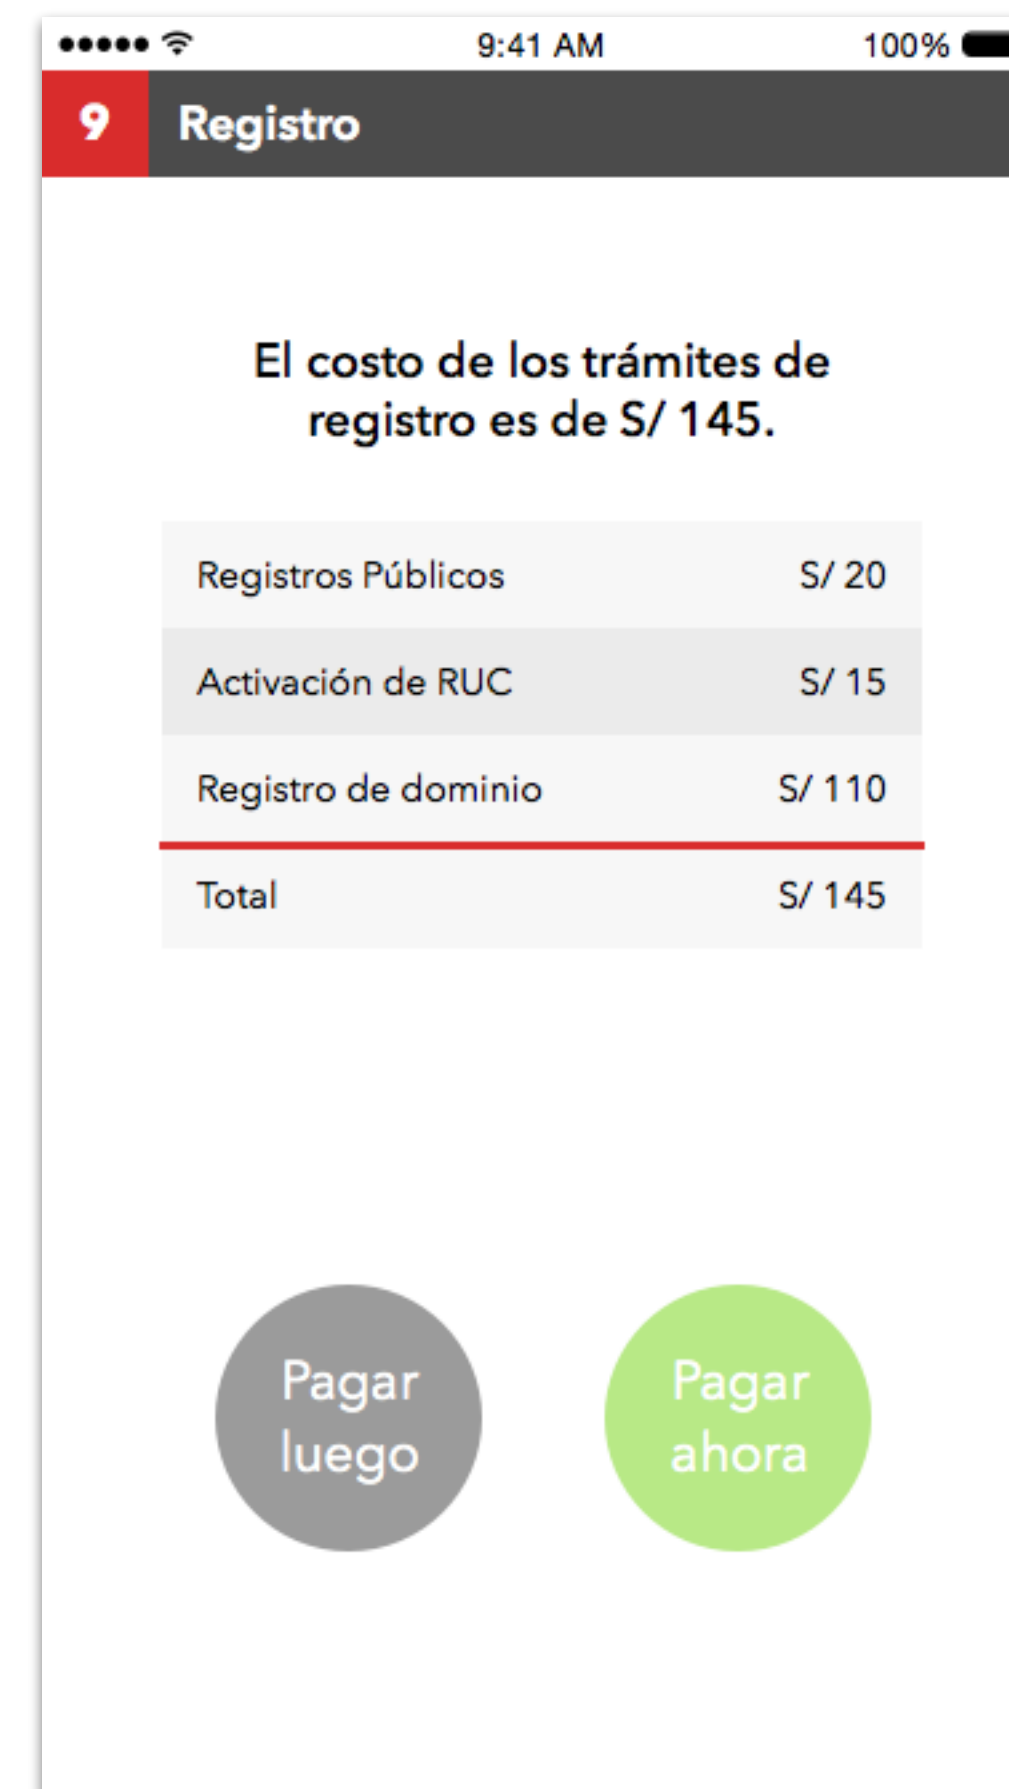 9:41 AM 100%
9 Registro
El costo de los trámites de
registro es de S/ 145.
Registros Públicos S/ 20
Activación de RUC S/ 15
Registro de dominio S/ 110
Total S/ 145
Pagar
luego
Pagar
ahora